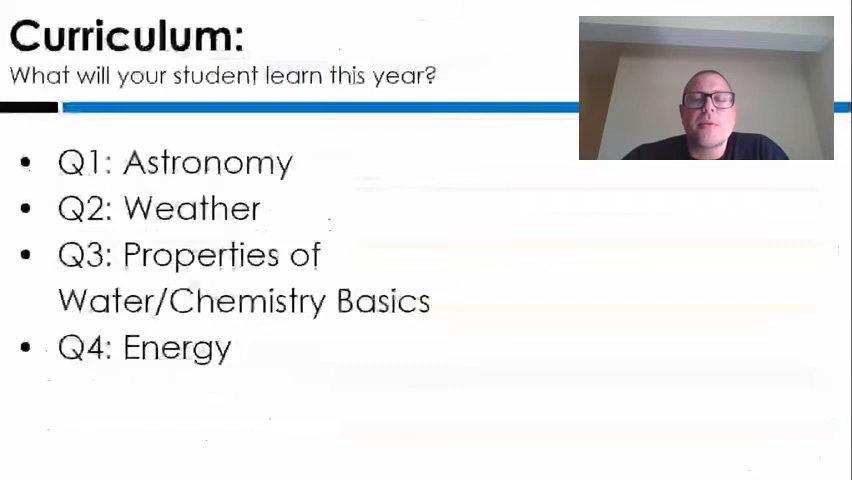 Curriculum:
What will your student learn this year?
• Q1: Astronomy
• Q2: Weather
• Q3: Properties of
Water/Chemistry Basics
• Q4: Energy